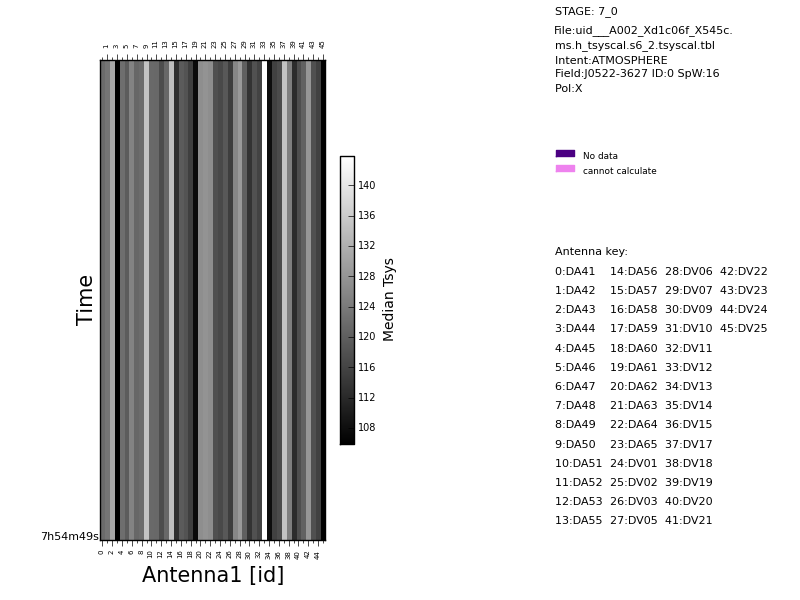 STAGE: 7_0
File:uid___A002_Xd1c06f_X545c.
ms.h_tsyscal.s6_2.tsyscal.tbl
Intent:ATMOSPHERE
Field:J0522-3627 ID:0 SpW:16
Pol:X
1 3 5 7 9 11 13 15 17 19 21 23 25 27 29 31 33 35 37 39 41 43 45
No data
cannot calculate
140
136
132
128
124
120
116
112
108
Median Tsys
Time
7h54m49s
0 2 4 6 8 10 12 14 16 18 20 22 24 26 28 30 32 34 36 38 40 42 44
Antenna1 [id]
Antenna key:
0:DA41 14:DA56 28:DV06 42:DV22
1:DA42 15:DA57 29:DV07 43:DV23
2:DA43 16:DA58 30:DV09 44:DV24
3:DA44 17:DA59 31:DV10 45:DV25
4:DA45 18:DA60 32:DV11
5:DA46 19:DA61 33:DV12
6:DA47 20:DA62 34:DV13
7:DA48 21:DA63 35:DV14
8:DA49 22:DA64 36:DV15
9:DA50 23:DA65 37:DV17
10:DA51 24:DV01 38:DV18
11:DA52 25:DV02 39:DV19
12:DA53 26:DV03 40:DV20
13:DA55 27:DV05 41:DV21